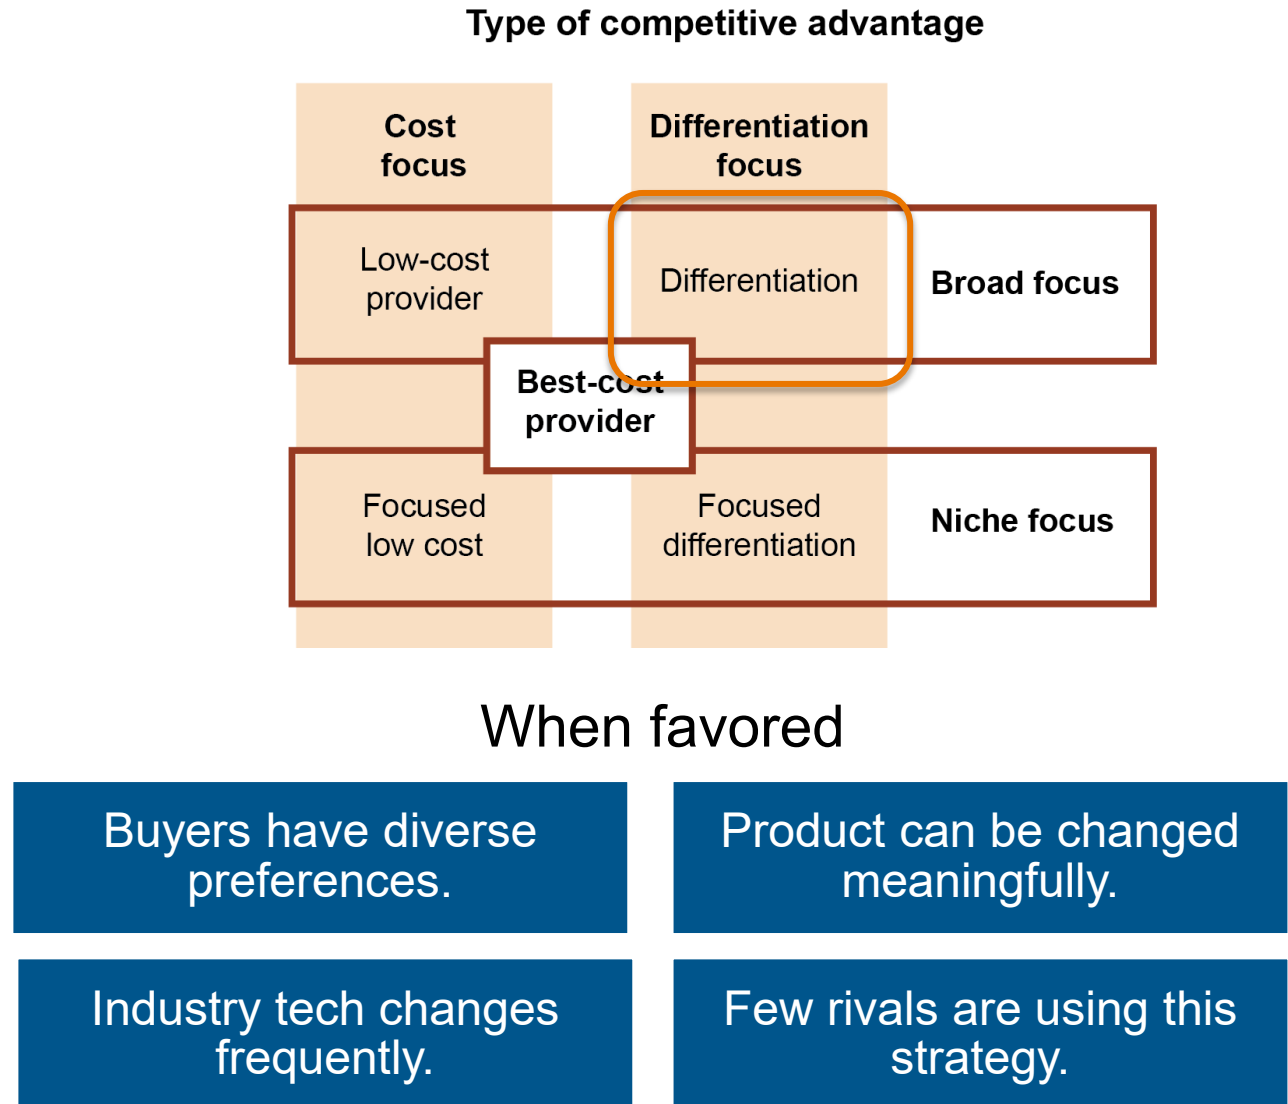 Type of competitive advantage
Cost
focus
Differentiation
focus
Low-cost
provider
Differentiation
Broad focus
Best-cost
provider
Focused
low cost
Focused
differentiation
Niche focus
When favored
Buyers have diverse
preferences.
Product can be changed
meaningfully.
Industry tech changes
frequently.
Few rivals are using this
strategy.